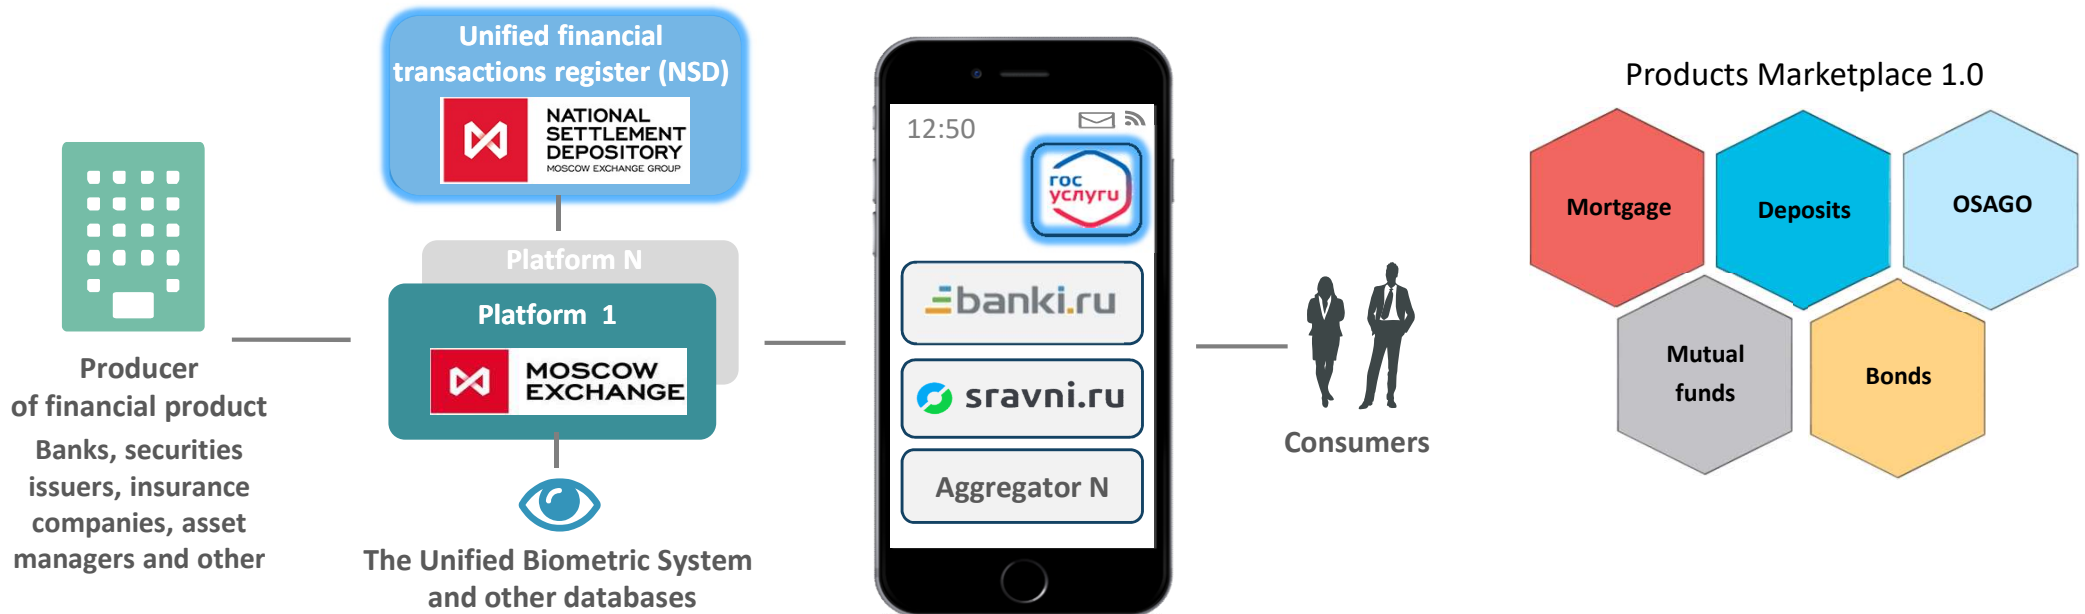 Unified financial
transactions register (NSD)
NATIONAL
SETTLEMENT
DEPOSITORY
MOSCOW EXCHANGE GROUP
Platform N
Platform 1
MOSCOW
EXCHANGE
The Unified Biometric System
and other databases
Producer
of financial product
Banks, securities
issuers, insurance
companies, asset
managers and other
12:50
гос
услуги
banki.ru
sravni.ru
Aggregator N
Consumers
Products Marketplace 1.0
Mortgage
Deposits
OSAGO
Mutual
funds
Bonds